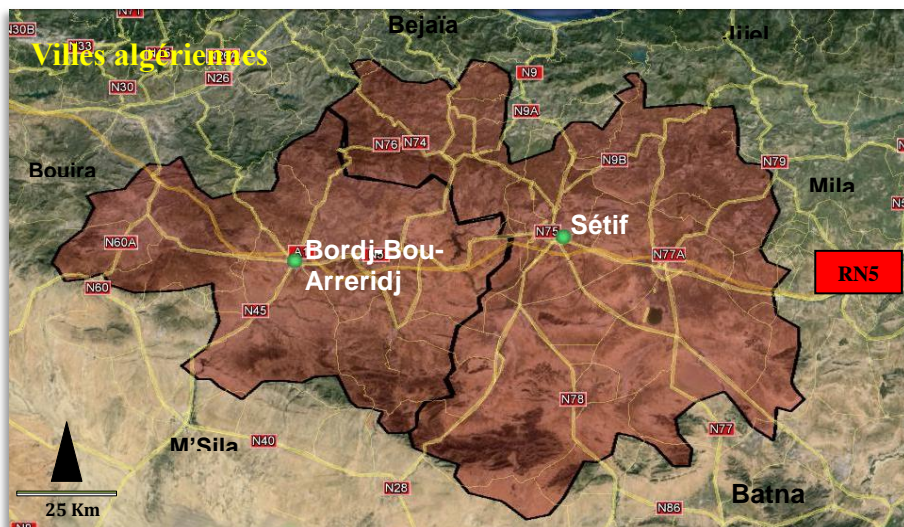 N71
Bejaïa
Jijel
N30B
N33
Villes algériennes
N26
N9
N30
N9A
N76
N74
N9B
N79
Bouira
Mila
Sétif
N75
N60A
Bordj-Bou-
Arreridj
N77A
RN5
N60
N45
N78
M'Sila
N40
N77
N28
Batna
25 Km
N86